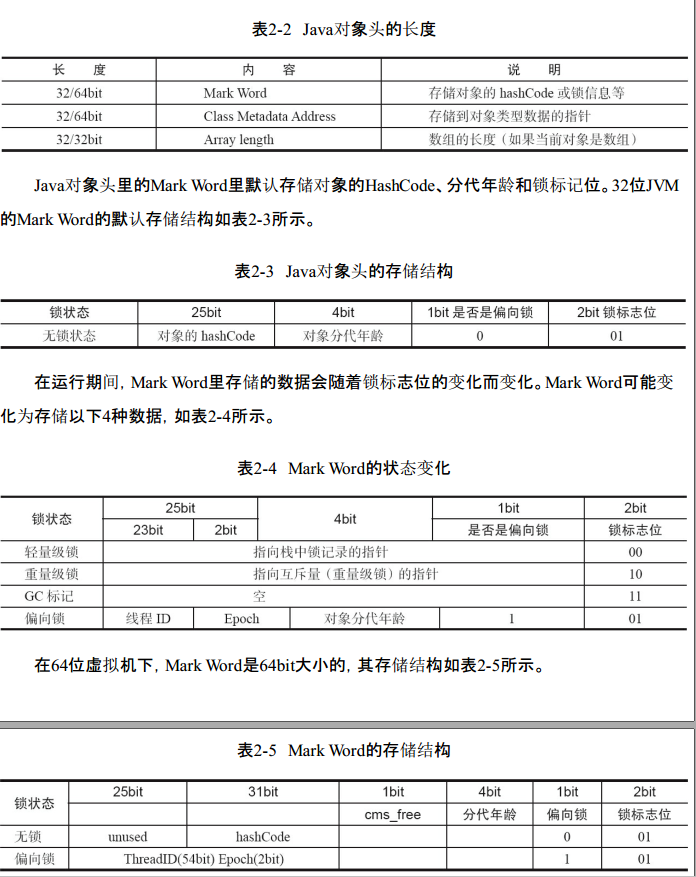 表2-2 Java对象头的长度
长 度 内 容 说 明
32/64bit Mark Word 存储对象的 hashCode 或锁信息等
32/64bit Class Metadata Address 存储到对象类型数据的指针
32/32bit Array length 数组的长度（如果当前对象是数组）
Java对象头里的Mark Word里默认存储对象的HashCode、分代年龄和锁标记位。32位JVM
的Mark Word的默认存储结构如表2-3所示。
表2-3 Java对象头的存储结构
锁状态 25bit 4bit 1bit 是否是偏向锁 2bit 锁标志位
无锁状态 对象的 hashCode 对象分代年龄 0 01
在运行期间，Mark Word里存储的数据会随着锁标志位的变化而变化。Mark Word可能变
化为存储以下4种数据，如表2-4所示。
表2-4 Mark Word的状态变化
锁状态 25bit 4bit 1bit 2bit
23bit 2bit 是否是偏向锁 锁标志位
轻量级锁 指向栈中锁记录的指针 00
重量级锁 指向互斥量（重量级锁）的指针 10
GC 标记 空 11
偏向锁 线程 ID Epoch 对象分代年龄 1 01
在64位虚拟机下，Mark Word是64bit大小的，其存储结构如表2-5所示。
表2-5 Mark Word的存储结构
锁状态 25bit 31bit 1bit 4bit 1bit 2bit
cms_free 分代年龄 偏向锁 锁标志位
无锁 unused hashCode 0 01
偏向锁 ThreadID(54bit) Epoch(2bit) 1 01